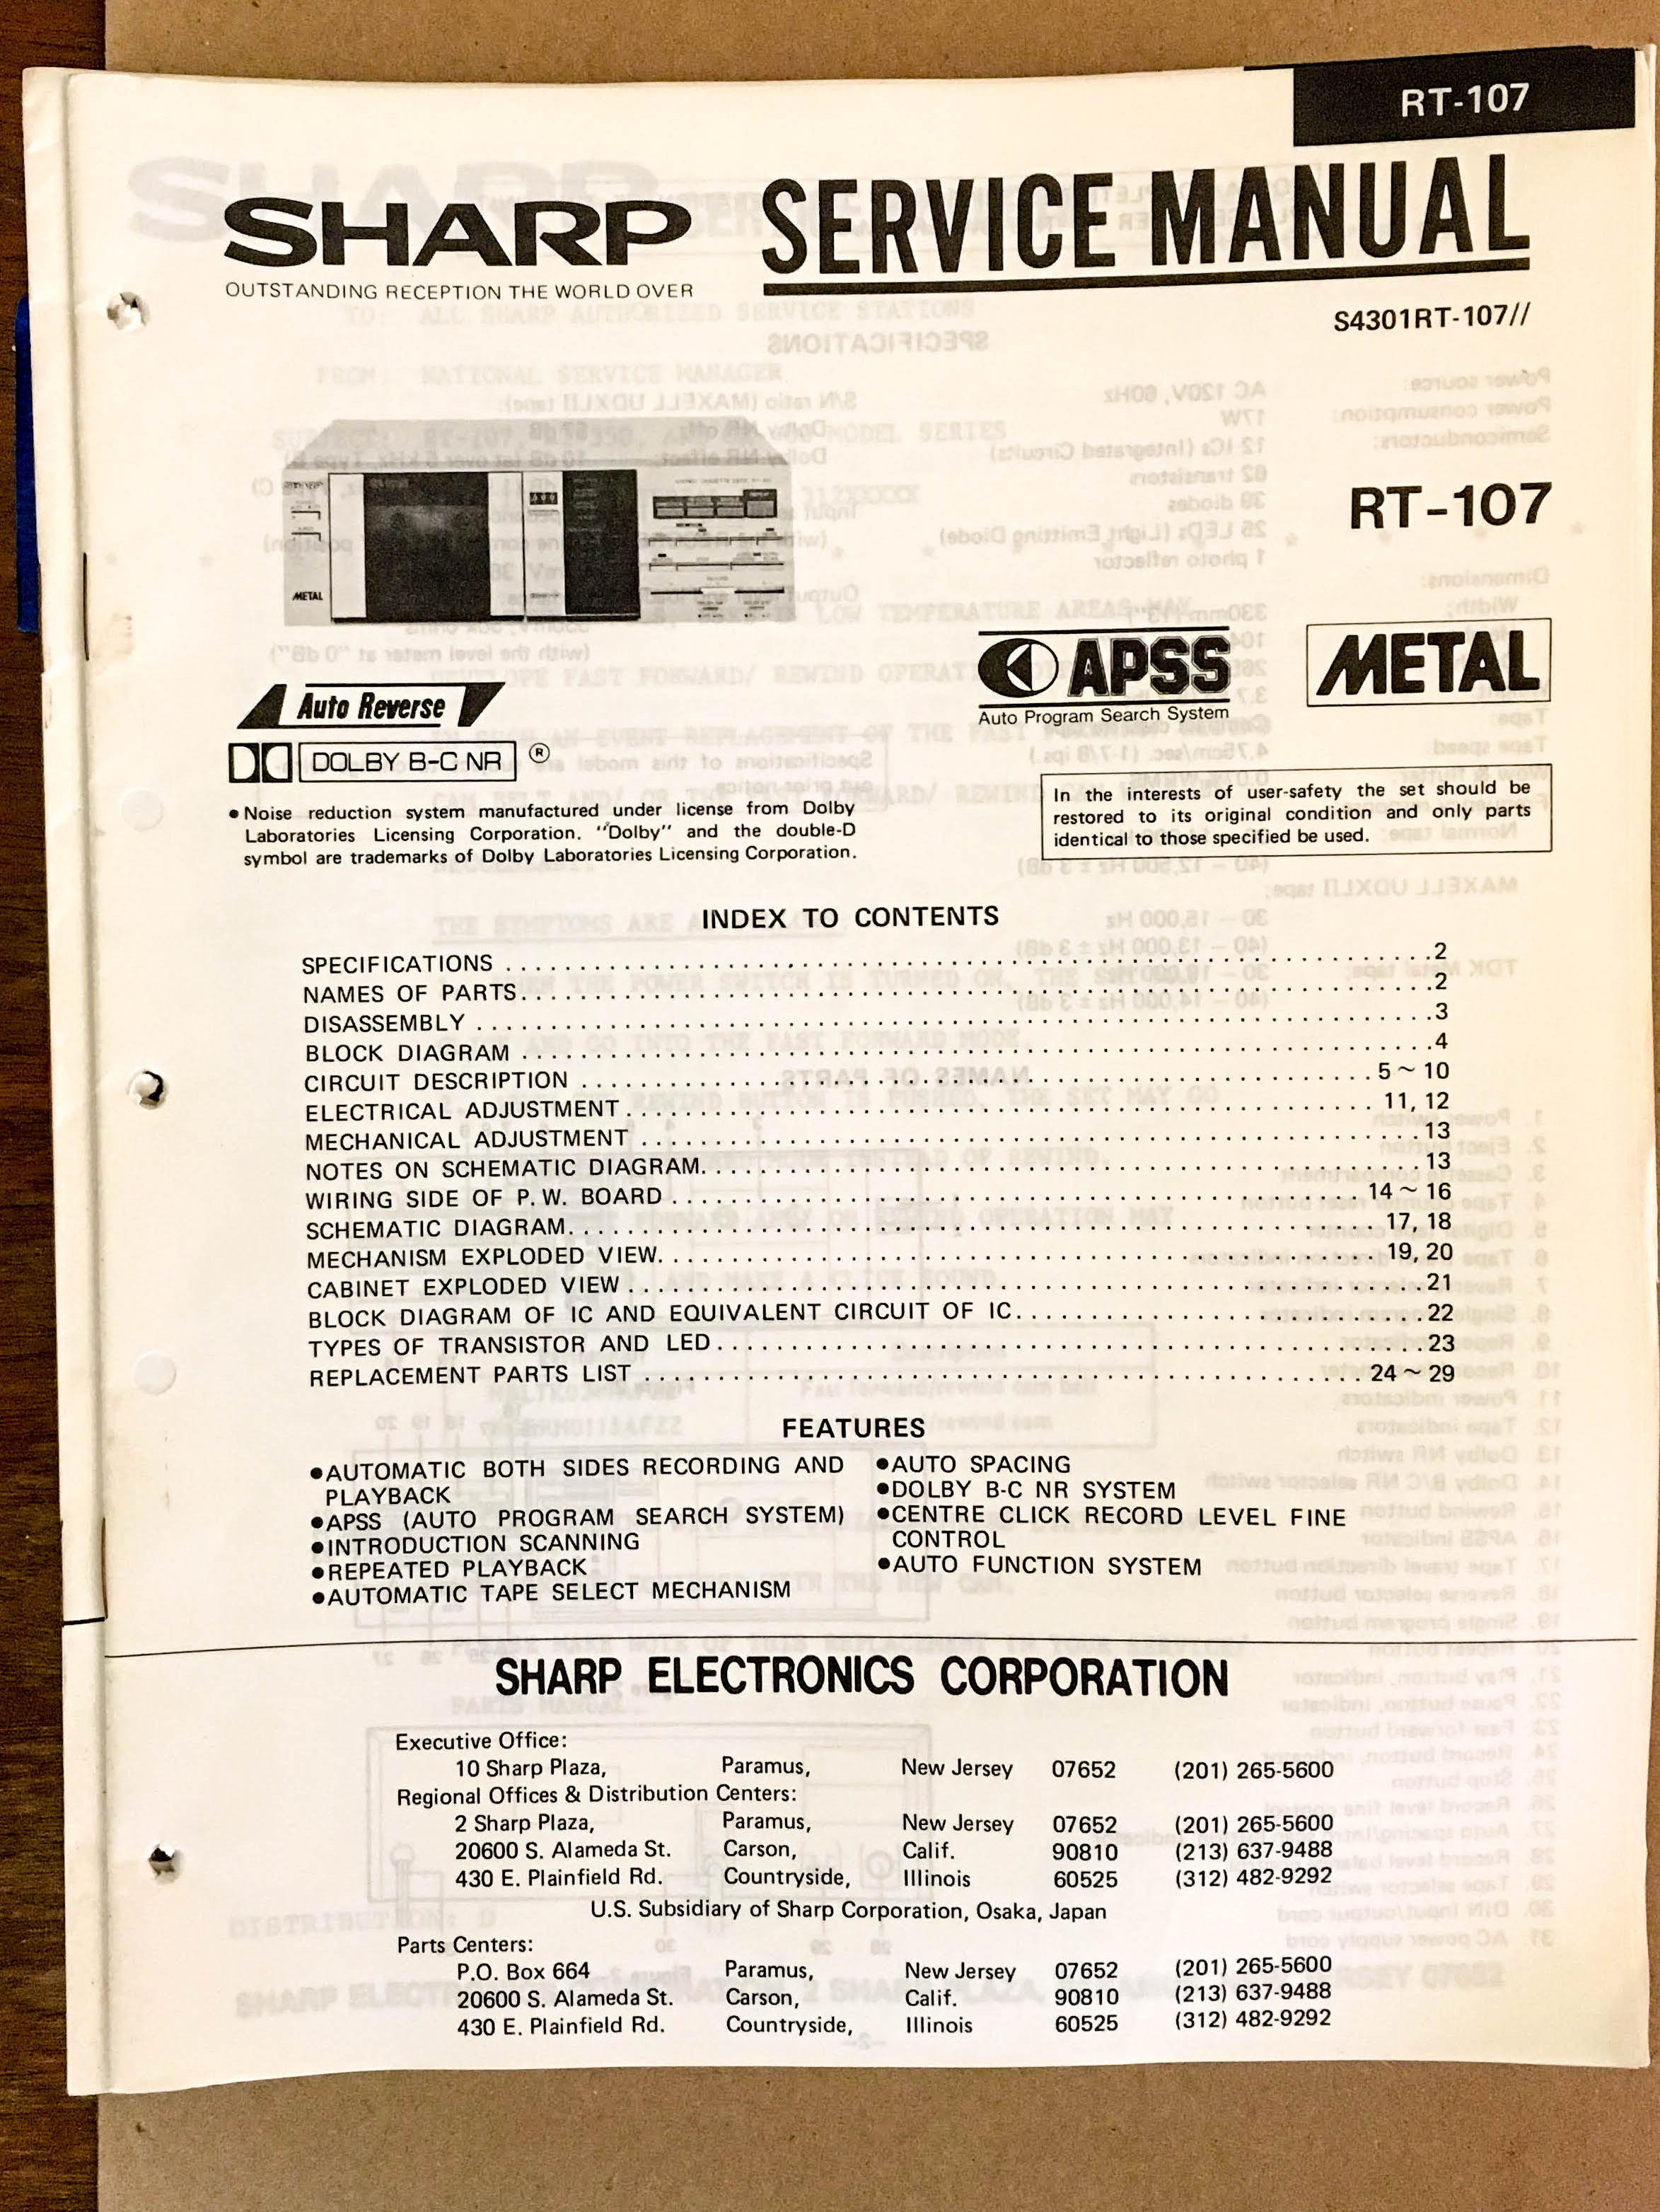 RT-107
SHARP
SERVICE MANUAL
OUTSTANDING RECEPTION THE WORLD OVER
S4301RT-107//
RT-107
METAL
APSS
METAL
Auto Program Search System
Auto Reverse
DOLBY B-C NR ®
● Noise reduction system manufactured under license from Dolby
Laboratories Licensing Corporation. "Dolby" and the double-D
symbol are trademarks of Dolby Laboratories Licensing Corporation.
In the interests of user-safety the set should be
restored to its original condition and only parts
identical to those specified be used.
INDEX TO CONTENTS
SPECIFICATIONS . . . . . . . . . . 2
NAMES OF PARTS. . . . . . . . . . 2
DISASSEMBLY . . . . . . . . . . 3
BLOCK DIAGRAM . . . . . . . . . . 4
CIRCUIT DESCRIPTION . . . . . . . . . . 5 ~ 10
ELECTRICAL ADJUSTMENT. . . . . . . . . . 11, 12
MECHANICAL ADJUSTMENT . . . . . . . . . . 13
NOTES ON SCHEMATIC DIAGRAM. . . . . . . . . . 13
WIRING SIDE OF P. W. BOARD . . . . . . . . . . 14 ~ 16
SCHEMATIC DIAGRAM. . . . . . . . . . 17, 18
MECHANISM EXPLODED VIEW. . . . . . . . . . 19, 20
CABINET EXPLODED VIEW . . . . . . . . . . 21
BLOCK DIAGRAM OF IC AND EQUIVALENT CIRCUIT OF IC. . . . . . . . . . 22
TYPES OF TRANSISTOR AND LED. . . . . . . . . . 23
REPLACEMENT PARTS LIST . . . . . . . . . . 24 ~ 29
FEATURES
●AUTOMATIC BOTH SIDES RECORDING AND
PLAYBACK
●APSS (AUTO PROGRAM SEARCH SYSTEM)
●INTRODUCTION SCANNING
●REPEATED PLAYBACK
●AUTOMATIC TAPE SELECT MECHANISM
●AUTO SPACING
●DOLBY B-C NR SYSTEM
●CENTRE CLICK RECORD LEVEL FINE
CONTROL
●AUTO FUNCTION SYSTEM
SHARP ELECTRONICS CORPORATION
Executive Office:
10 Sharp Plaza, Paramus, New Jersey 07652 (201) 265-5600
Regional Offices & Distribution Centers:
2 Sharp Plaza, Paramus, New Jersey 07652 (201) 265-5600
20600 S. Alameda St. Carson, Calif. 90810 (213) 637-9488
430 E. Plainfield Rd. Countryside, Illinois 60525 (312) 482-9292
U.S. Subsidiary of Sharp Corporation, Osaka, Japan
Parts Centers:
P.O. Box 664 Paramus, New Jersey 07652 (201) 265-5600
20600 S. Alameda St. Carson, Calif. 90810 (213) 637-9488
430 E. Plainfield Rd. Countryside, Illinois 60525 (312) 482-9292